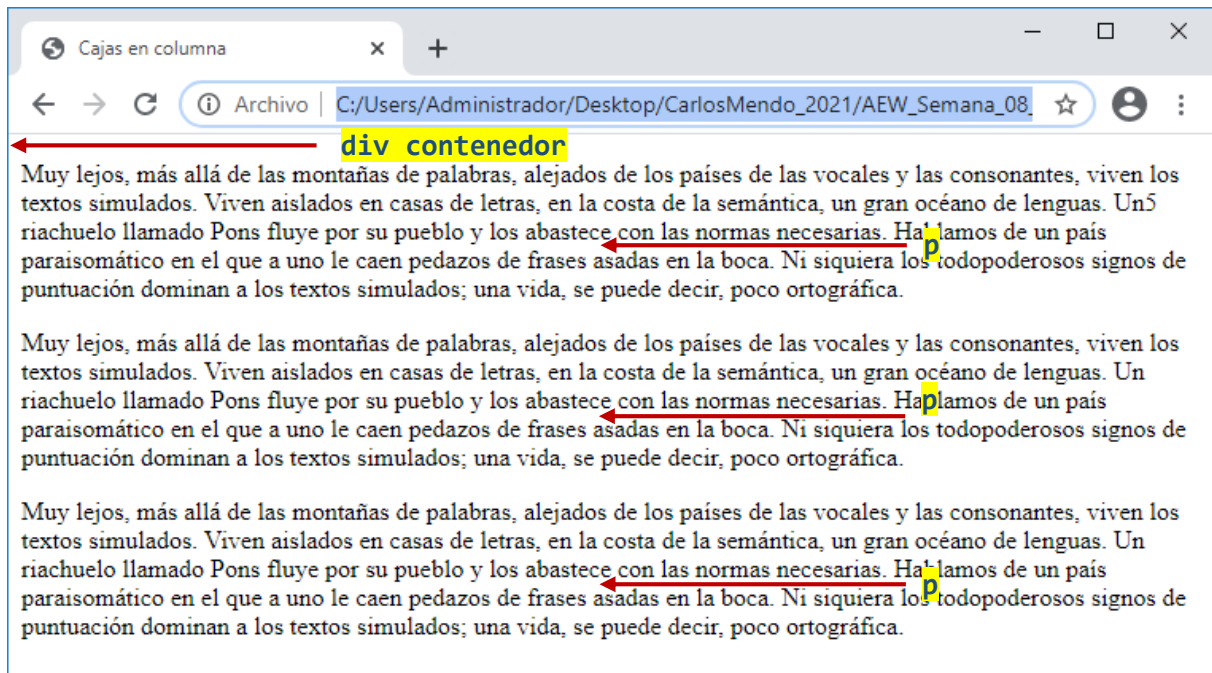 Cajas en columna
Archivo | C:/Users/Administrador/Desktop/CarlosMendo_2021/AEW_Semana_08_
div contenedor
Muy lejos, más allá de las montañas de palabras, alejados de los países de las vocales y las consonantes, viven los
textos simulados. Viven aislados en casas de letras, en la costa de la semántica, un gran océano de lenguas. Un5
riachuelo llamado Pons fluye por su pueblo y los abastece con las normas necesarias. Hablamos de un país
p
paraisomático en el que a uno le caen pedazos de frases asadas en la boca. Ni siquiera los todopoderosos signos de
puntuación dominan a los textos simulados; una vida, se puede decir, poco ortográfica.
Muy lejos, más allá de las montañas de palabras, alejados de los países de las vocales y las consonantes, viven los
textos simulados. Viven aislados en casas de letras, en la costa de la semántica, un gran océano de lenguas. Un
riachuelo llamado Pons fluye por su pueblo y los abastece con las normas necesarias. Hablamos de un país
p
paraisomático en el que a uno le caen pedazos de frases asadas en la boca. Ni siquiera los todopoderosos signos de
puntuación dominan a los textos simulados; una vida, se puede decir, poco ortográfica.
Muy lejos, más allá de las montañas de palabras, alejados de los países de las vocales y las consonantes, viven los
textos simulados. Viven aislados en casas de letras, en la costa de la semántica, un gran océano de lenguas. Un
riachuelo llamado Pons fluye por su pueblo y los abastece con las normas necesarias. Hablamos de un país
p
paraisomático en el que a uno le caen pedazos de frases asadas en la boca. Ni siquiera los todopoderosos signos de
puntuación dominan a los textos simulados; una vida, se puede decir, poco ortográfica.